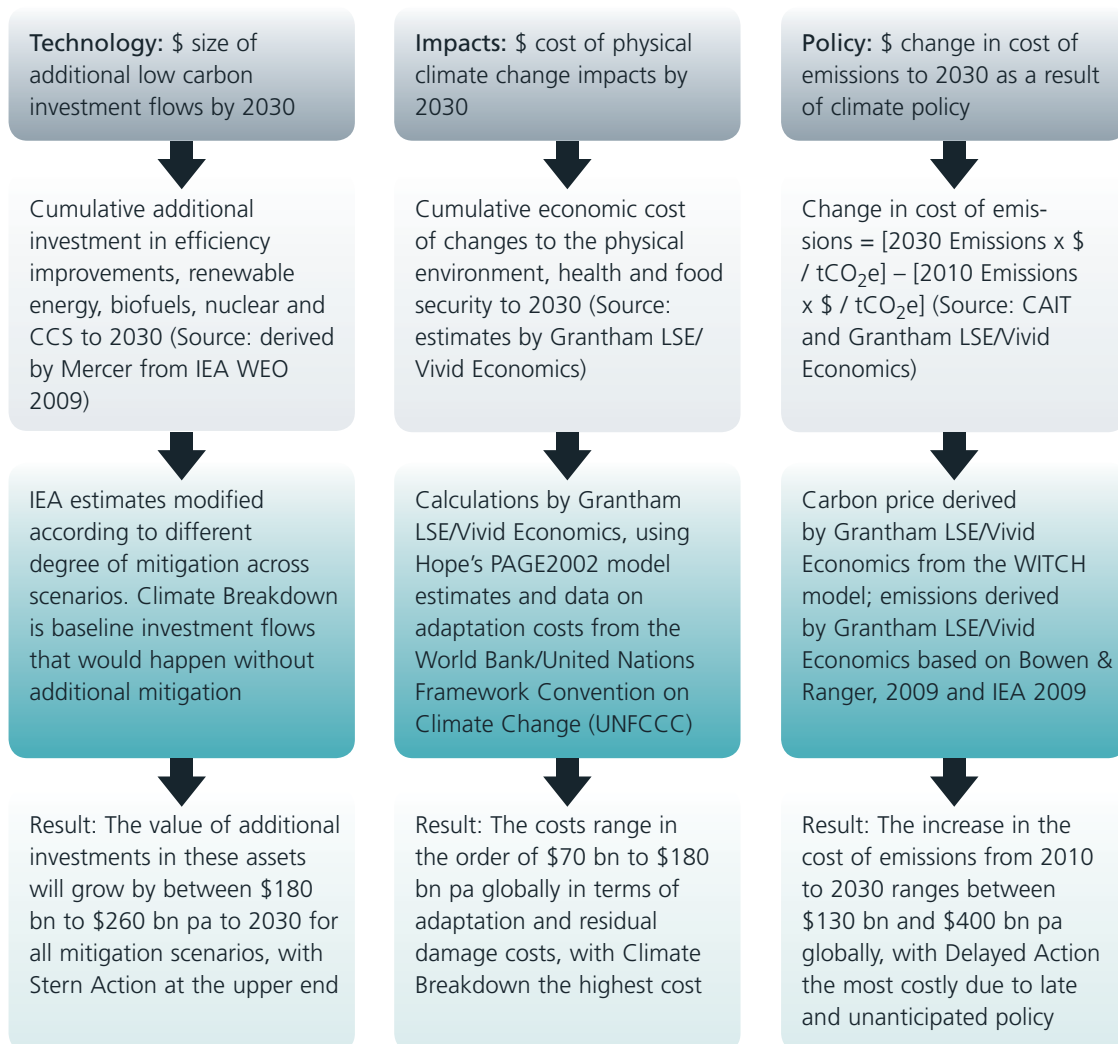 Technology: $ size of
additional low carbon
investment flows by 2030
Cumulative additional
investment in efficiency
improvements, renewable
energy, biofuels, nuclear and
CCS to 2030 (Source: derived
by Mercer from IEA WEO
2009)
IEA estimates modified
according to different
degree of mitigation across
scenarios. Climate Breakdown
is baseline investment flows
that would happen without
additional mitigation
Result: The value of additional
investments in these assets
will grow by between $180
bn to $260 bn pa to 2030 for
all mitigation scenarios, with
Stern Action at the upper end
Impacts: $ cost of physical
climate change impacts by
2030
Cumulative economic cost
of changes to the physical
environment, health and food
security to 2030 (Source:
estimates by Grantham LSE/
Vivid Economics)
Calculations by Grantham
LSE/Vivid Economics, using
Hope’s PAGE2002 model
estimates and data on
adaptation costs from the
World Bank/United Nations
Framework Convention on
Climate Change (UNFCCC)
Result: The costs range in
the order of $70 bn to $180
bn pa globally in terms of
adaptation and residual
damage costs, with Climate
Breakdown the highest cost
Policy: $ change in cost of
emissions to 2030 as a result
of climate policy
Change in cost of emis-
sions = [2030 Emissions x $
/ tCO₂e] – [2010 Emissions
x $ / tCO₂e] (Source: CAIT
and Grantham LSE/Vivid
Economics)
Carbon price derived
by Grantham LSE/Vivid
Economics from the WITCH
model; emissions derived
by Grantham LSE/Vivid
Economics based on Bowen &
Ranger, 2009 and IEA 2009
Result: The increase in the
cost of emissions from 2010
to 2030 ranges between
$130 bn and $400 bn pa
globally, with Delayed Action
the most costly due to late
and unanticipated policy